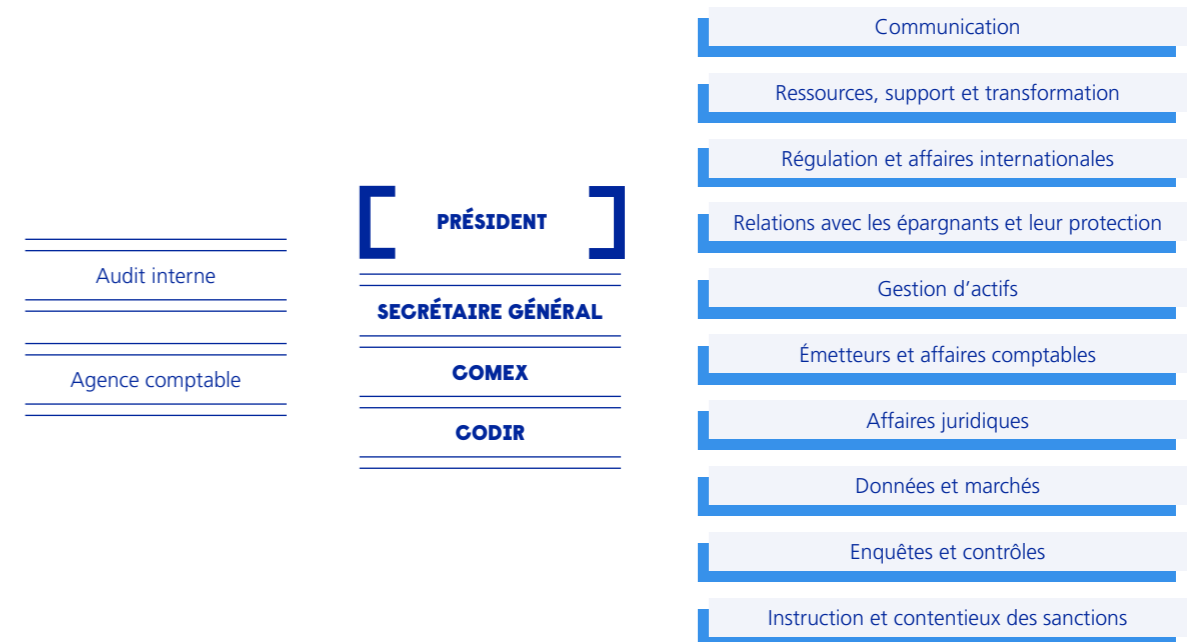 Audit interne
Agence comptable
PRÉSIDENT
SECRÉTAIRE GÉNÉRAL
COMEX
CODIR
Communication
Ressources, support et transformation
Régulation et affaires internationales
Relations avec les épargnants et leur protection
Gestion d’actifs
Émetteurs et affaires comptables
Affaires juridiques
Données et marchés
Enquêtes et contrôles
Instruction et contentieux des sanctions